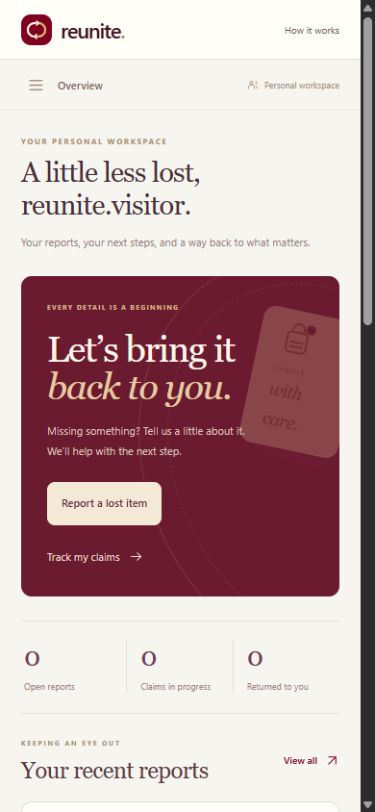 reunite.
How it works
Overview
Personal workspace
YOUR PERSONAL WORKSPACE
A little less lost,
reunite.visitor.
Your reports, your next steps, and a way back to what matters.
EVERY DETAIL IS A BEGINNING
Let’s bring it
back to you.
HANDLE
with
care.
Missing something? Tell us a little about it.
We’ll help with the next step.
Report a lost item
Track my claims
0
0
0
Open reports
Claims in progress
Returned to you
KEEPING AN EYE OUT
View all
Your recent reports